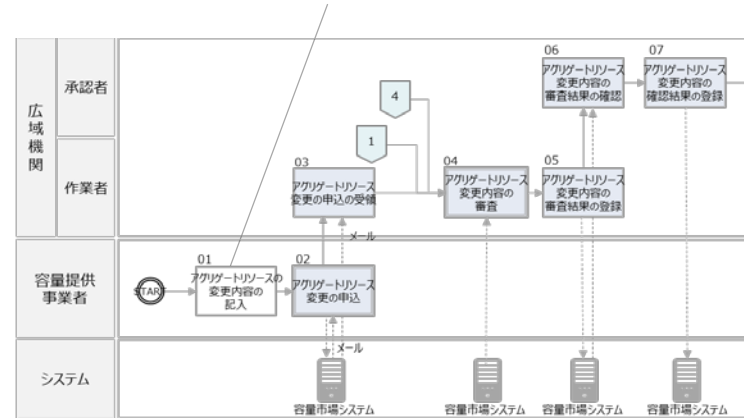 広域機関
承認者
作業者
容量提供
事業者
システム
START
01
アグリゲートリソースの
変更内容の
記入
02
アグリゲートリソース
変更の申込
03
アグリゲートリソース
変更の申込の受領
メール
メール
1
4
04
アグリゲートリソース
変更内容の
審査
05
アグリゲートリソース
変更内容の
審査結果の登録
06
アグリゲートリソース
変更内容の
審査結果の確認
07
アグリゲートリソース
変更内容の
確認結果の登録
容量市場システム
容量市場システム
容量市場システム
容量市場システム